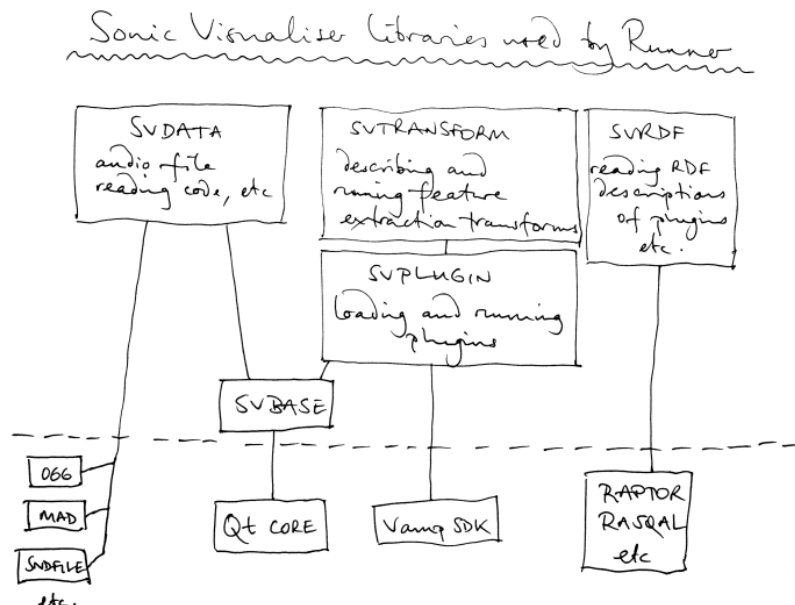 Sonic Visualiser Libraries used by Runner
SVDATA
audio file
reading code, etc
SVTRANSFORM
describing and
running feature
extraction transforms
SVRDF
reading RDF
descriptions
of plugins
etc.
SVPLUGIN
loading and running
plugins
SVBASE
OGG
MAD
SNDFILE
etc.
Qt CORE
Vamp SDK
RAPTOR
RASQAL
etc